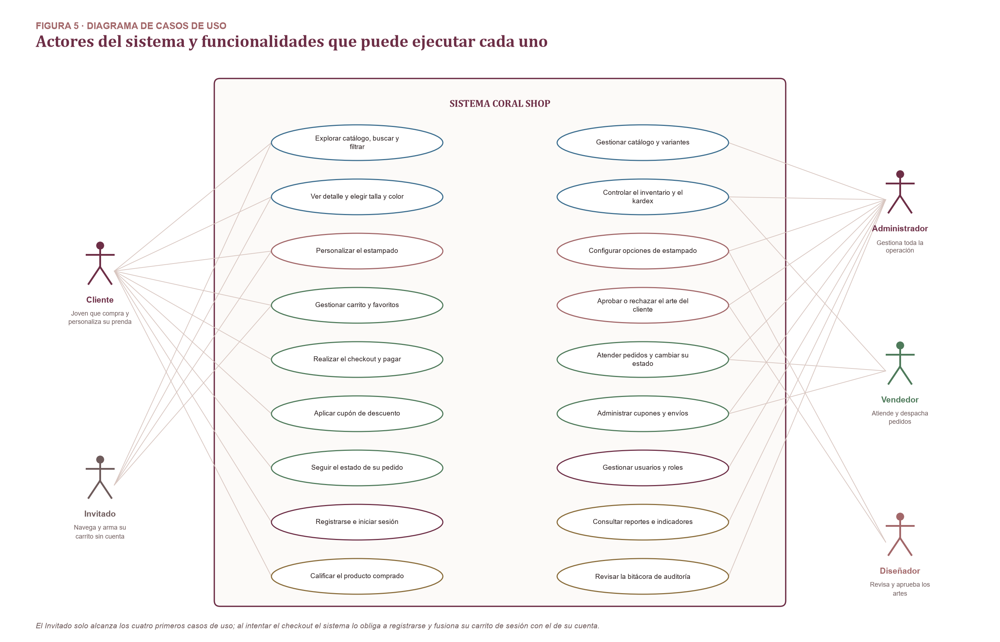 FIGURA 5 · DIAGRAMA DE CASOS DE USO
Actores del sistema y funcionalidades que puede ejecutar cada uno
SISTEMA CORAL SHOP
Explorar catálogo, buscar y
filtrar
Ver detalle y elegir talla y color
Personalizar el estampado
Gestionar carrito y favoritos
Realizar el checkout y pagar
Aplicar cupón de descuento
Seguir el estado de su pedido
Registrarse e iniciar sesión
Calificar el producto comprado
Gestionar catálogo y variantes
Controlar el inventario y el
kardex
Configurar opciones de estampado
Aprobar o rechazar el arte del
cliente
Atender pedidos y cambiar su
estado
Administrar cupones y envíos
Gestionar usuarios y roles
Consultar reportes e indicadores
Revisar la bitácora de auditoría
Cliente
Joven que compra y
personaliza su prenda
Invitado
Navega y arma su
carrito sin cuenta
Administrador
Gestiona toda la
operación
Vendedor
Atiende y despacha
pedidos
Diseñador
Revisa y aprueba los
artes
El Invitado solo alcanza los cuatro primeros casos de uso; al intentar el checkout el sistema lo obliga a registrarse y fusiona su carrito de sesión con el de su cuenta.